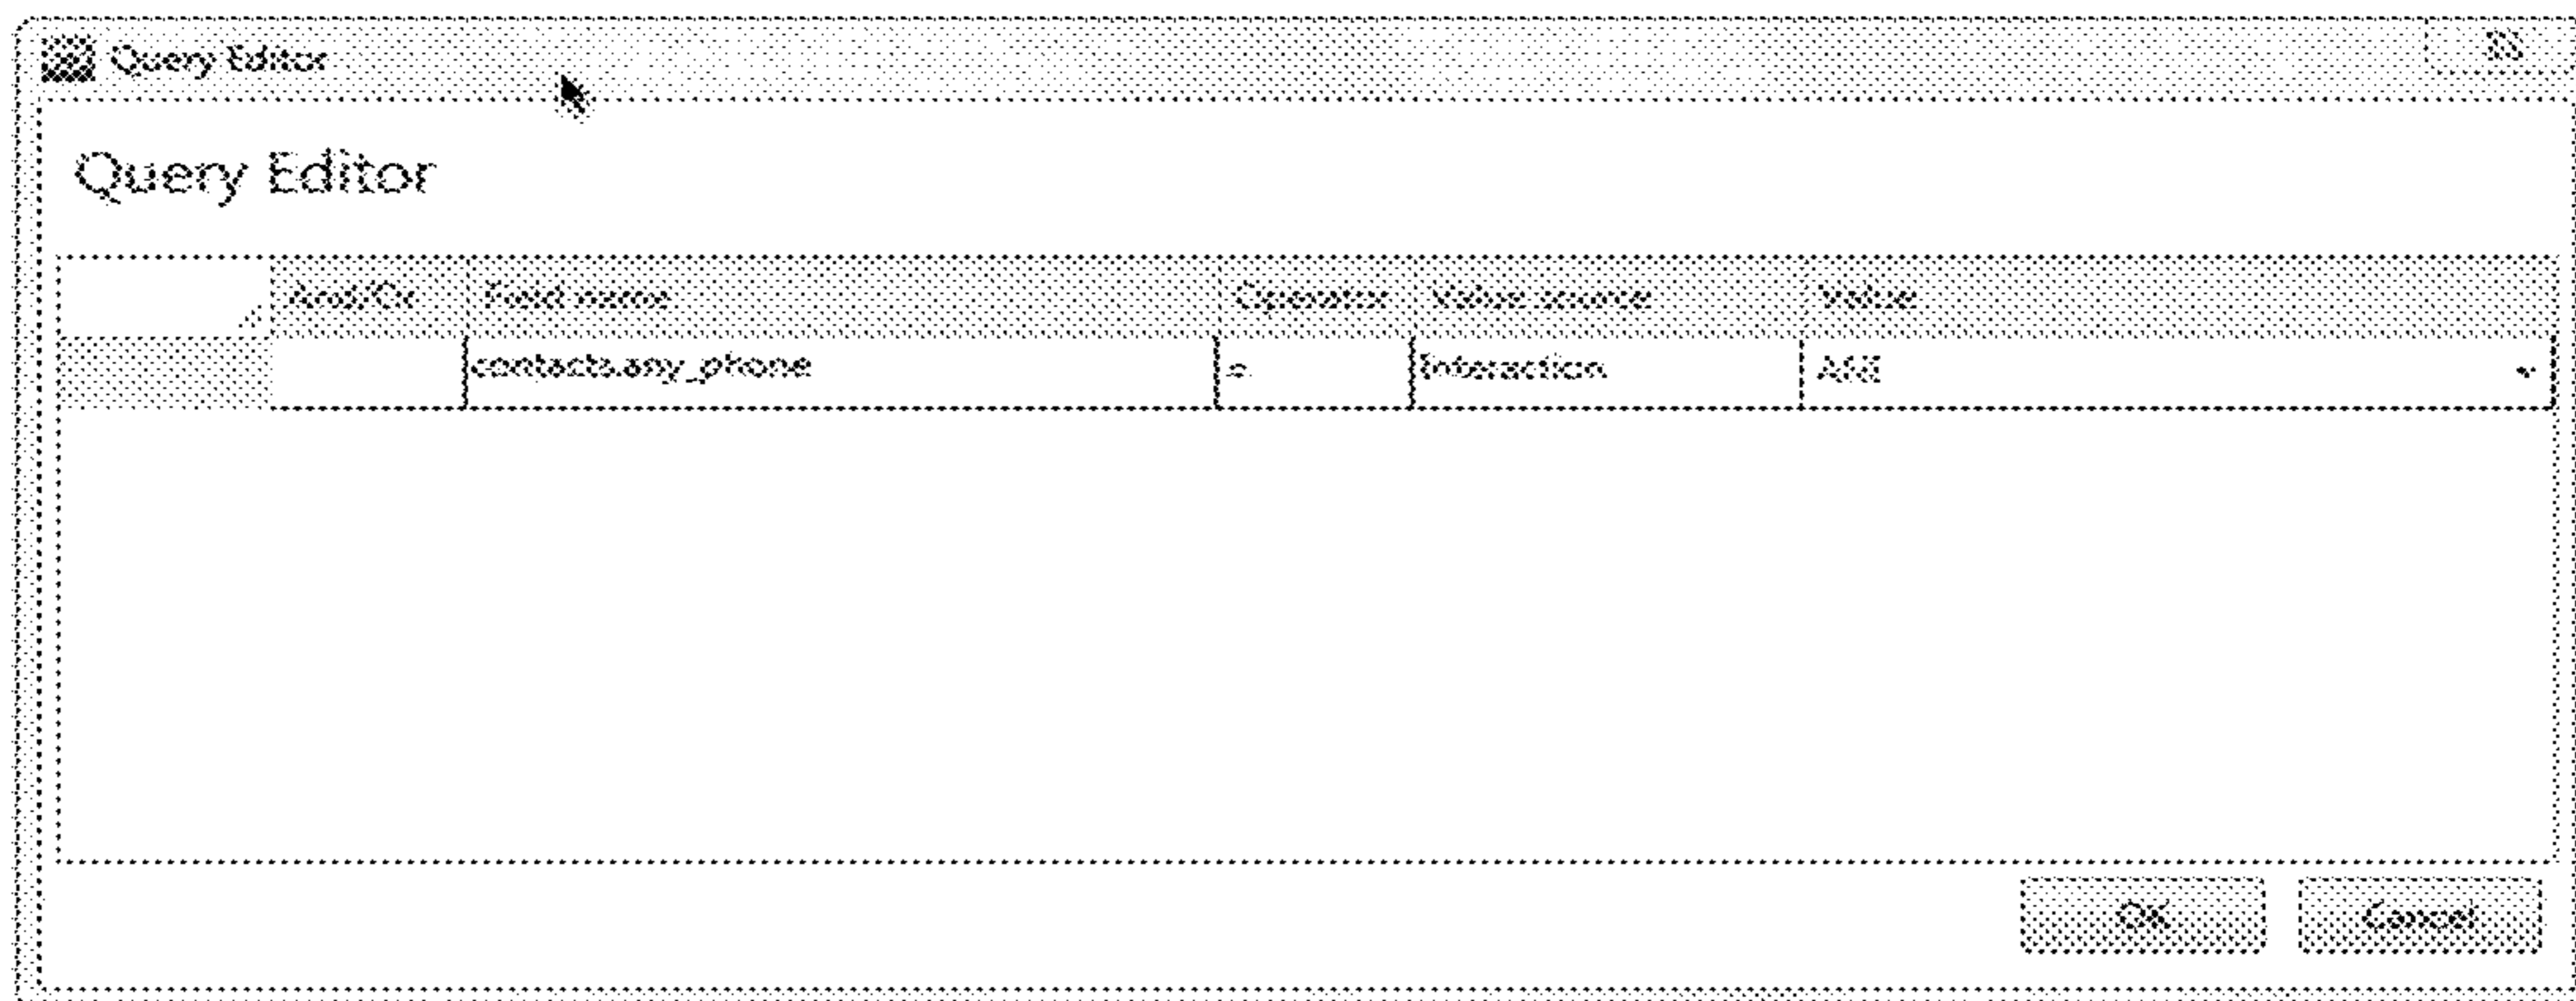 Query Editor
Query Editor
And/Or Field name Operator Value source Value
contacts.any_phone = Interaction ANI
OK Cancel